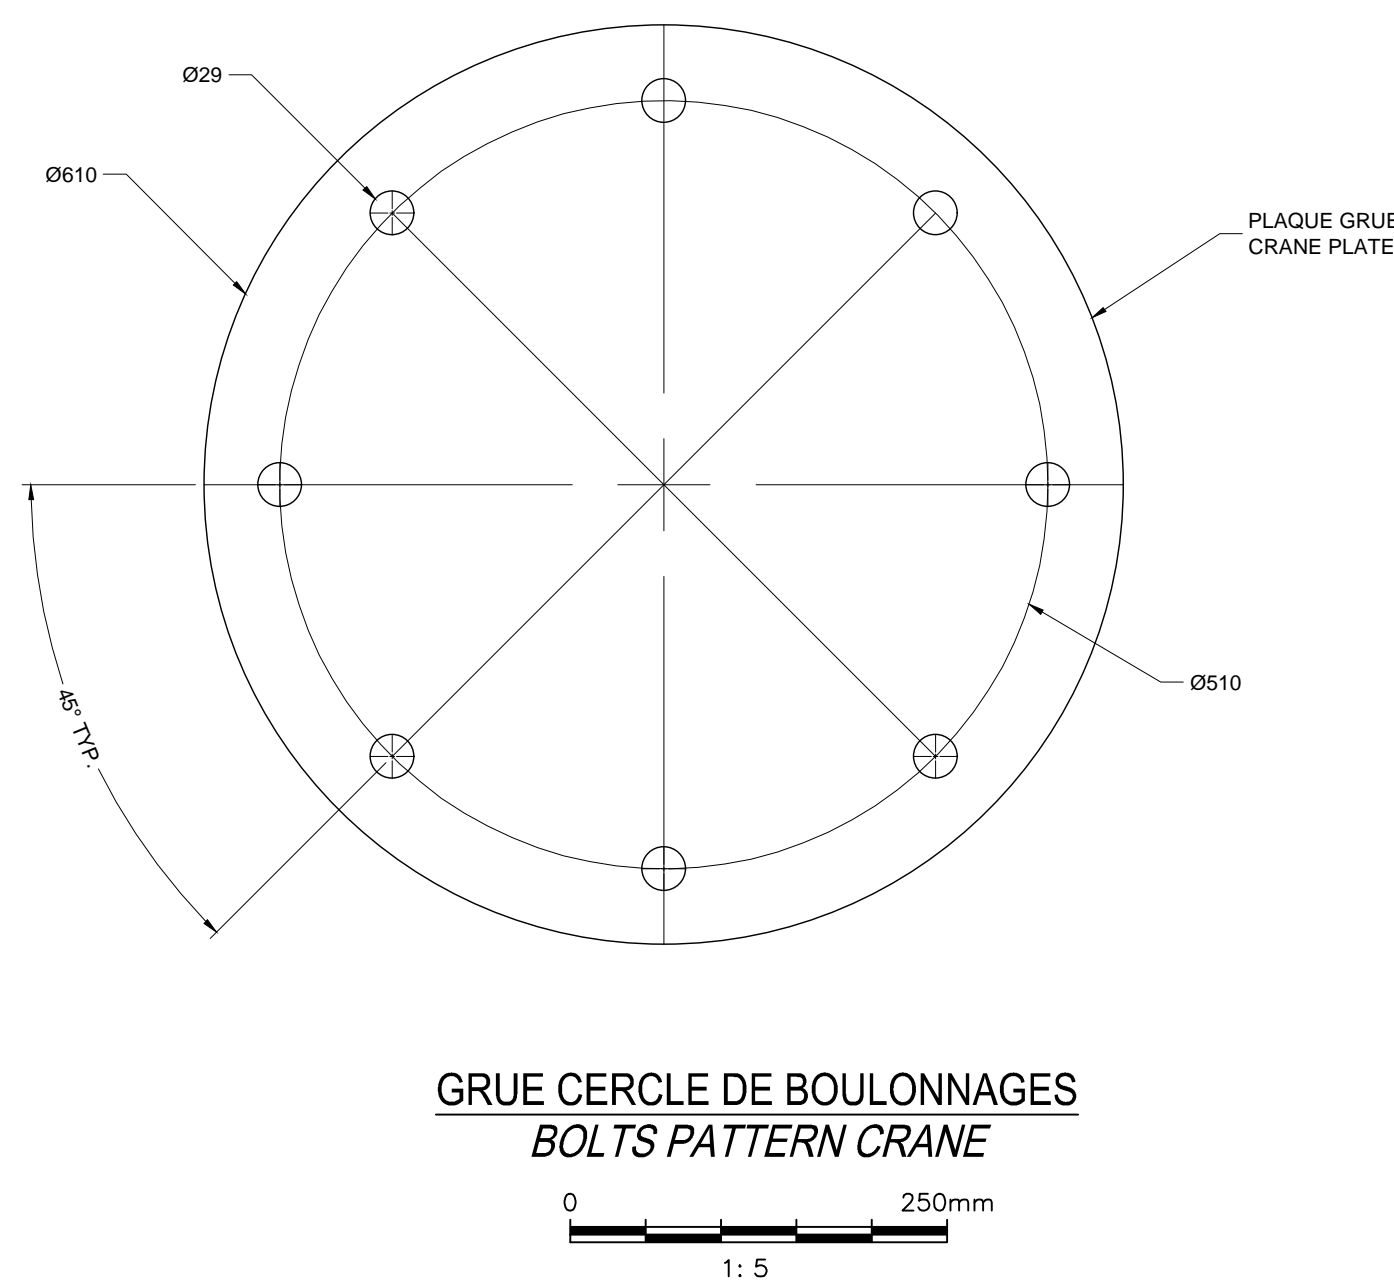 Ø29
Ø610
PLAQUE GRUE
CRANE PLATE
Ø510
45° TYP.
GRUE CERCLE DE BOULONNAGES
BOLTS PATTERN CRANE
0 250mm
1: 5